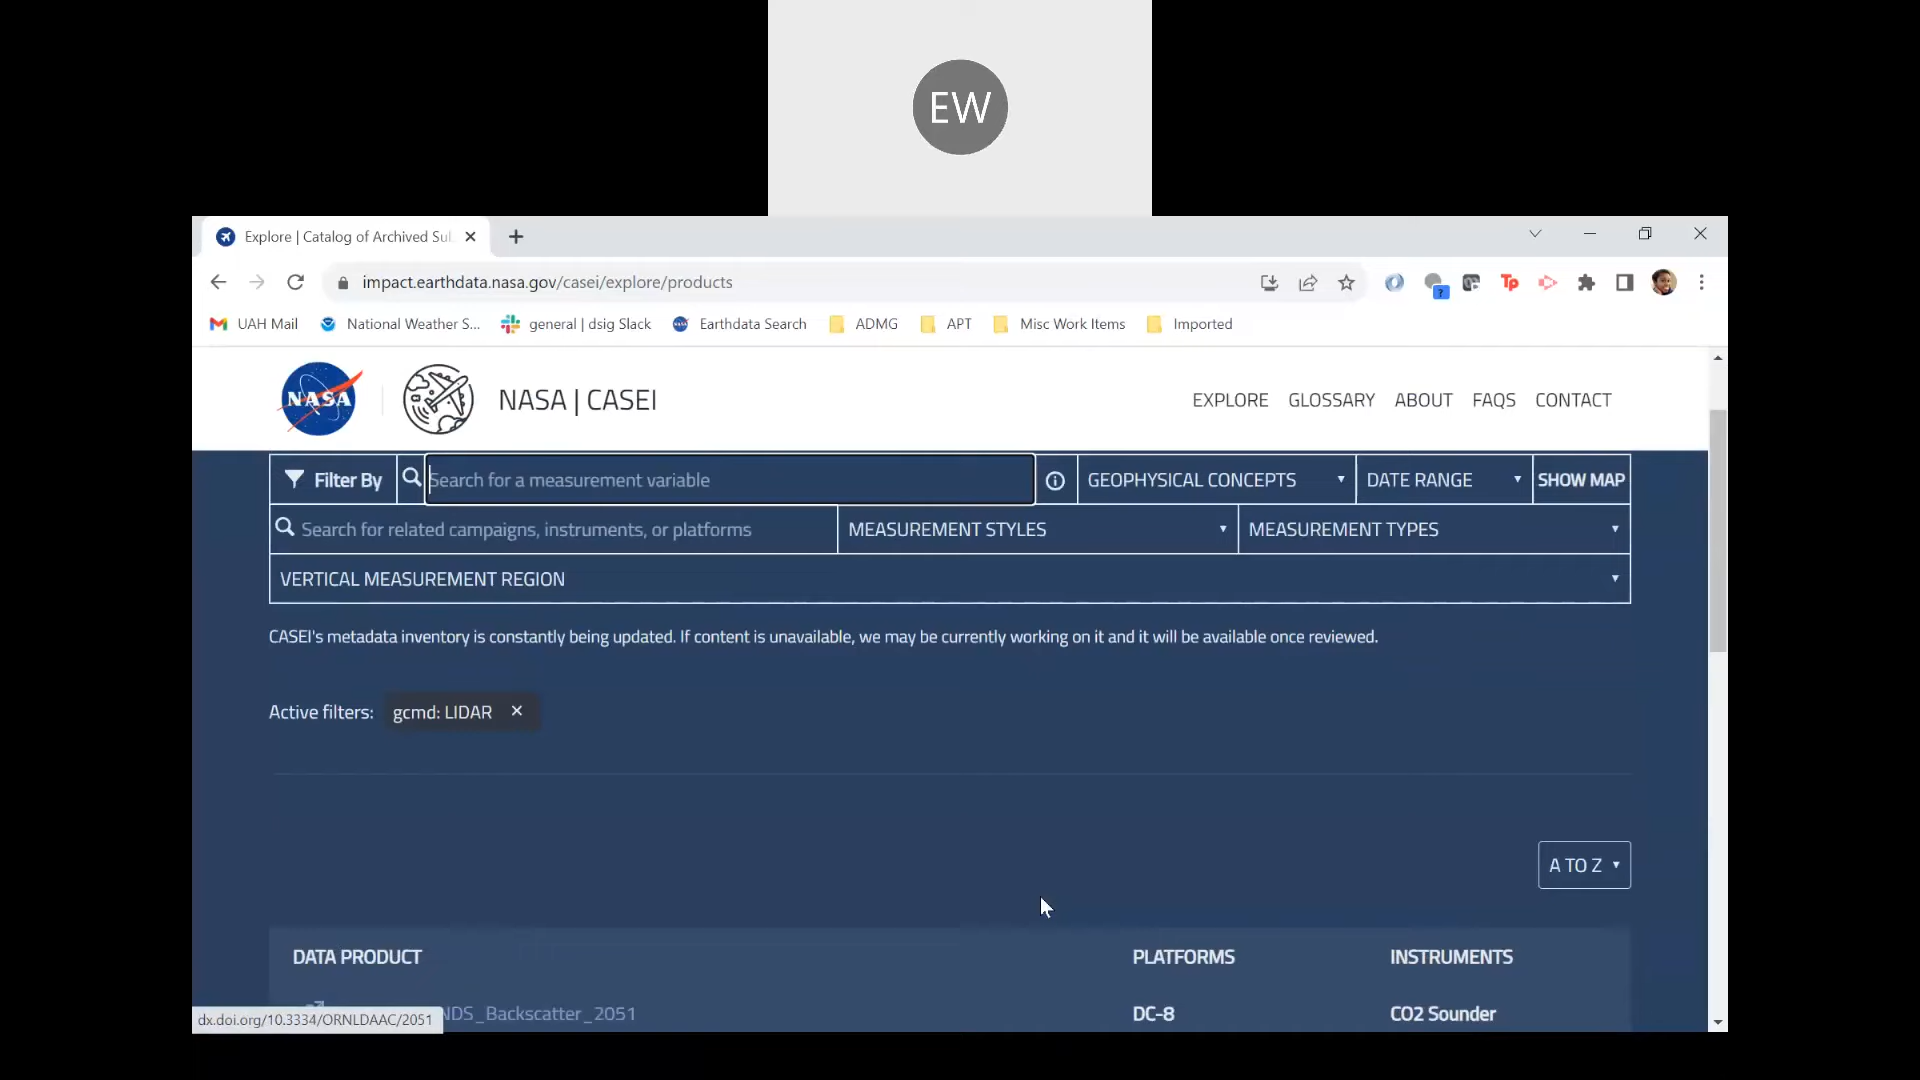 EW
Explore | Catalog of Archived Sul
impact.earthdata.nasa.gov/casei/explore/products
UAH Mail National Weather S... general | dsig Slack Earthdata Search ADMG APT Misc Work Items Imported
NASA NASA | CASEI EXPLORE GLOSSARY ABOUT FAQS CONTACT
Filter By Search for a measurement variable GEOPHYSICAL CONCEPTS DATE RANGE SHOW MAP
Search for related campaigns, instruments, or platforms MEASUREMENT STYLES MEASUREMENT TYPES
VERTICAL MEASUREMENT REGION
CASEI's metadata inventory is constantly being updated. If content is unavailable, we may be currently working on it and it will be available once reviewed.
Active filters: gcmd: LIDAR
A TO Z
DATA PRODUCT PLATFORMS INSTRUMENTS
NDS_Backscatter_2051 DC-8 CO2 Sounder
dx.doi.org/10.3334/ORNLDAAC/2051